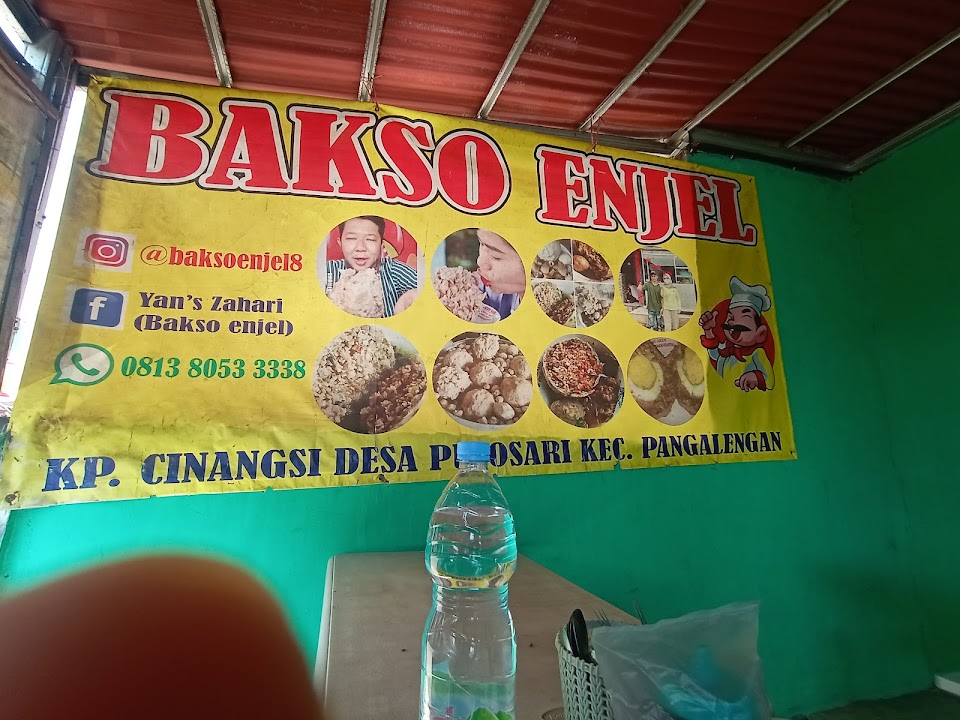 BAKSO ENJEL
@baksoenjel8
f Yan's Zahari
(Bakso enjel)
0813 8053 3338
KP. CINANGSI DESA KEC. PANGALENGAN